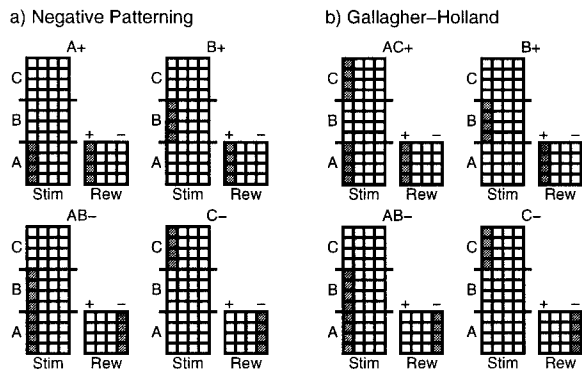 a) Negative Patterning
b) Gallagher−Holland
A+
B+
AC+
B+
C
B
A
+ −
+ −
C
B
A
+ −
+ −
Stim Rew
Stim Rew
Stim Rew
Stim Rew
AB−
C−
AB−
C−
C
B
A
+ −
+ −
C
B
A
+ −
+ −
Stim Rew
Stim Rew
Stim Rew
Stim Rew